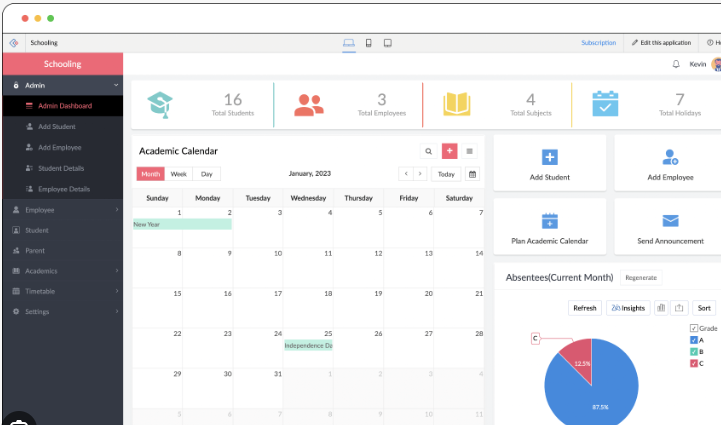 Schooling
Subscription
Edit this application
Schooling
Kevin
Admin
Admin Dashboard
Add Student
Add Employee
Student Details
Employee Details
Employee
Student
Parent
Academics
Timetable
Settings
16
Total Students
3
Total Employees
4
Total Subjects
7
Total Holidays
Academic Calendar
Month Week Day
January, 2023
Today
Sunday Monday Tuesday Wednesday Thursday Friday Saturday
1 2 3 4 5 6 7
New Year
8 9 10 11 12 13 14
15 16 17 18 19 20 21
22 23 24 25 26 27 28
Independence Da
29 30 31 1 2 3 4
5 6 7 8 9 10 11
Add Student
Add Employee
Plan Academic Calendar
Send Announcement
Absentees(Current Month)
Regenerate
Refresh
Insights
Sort
Grade
A
B
C
C
12.5%
87.5%